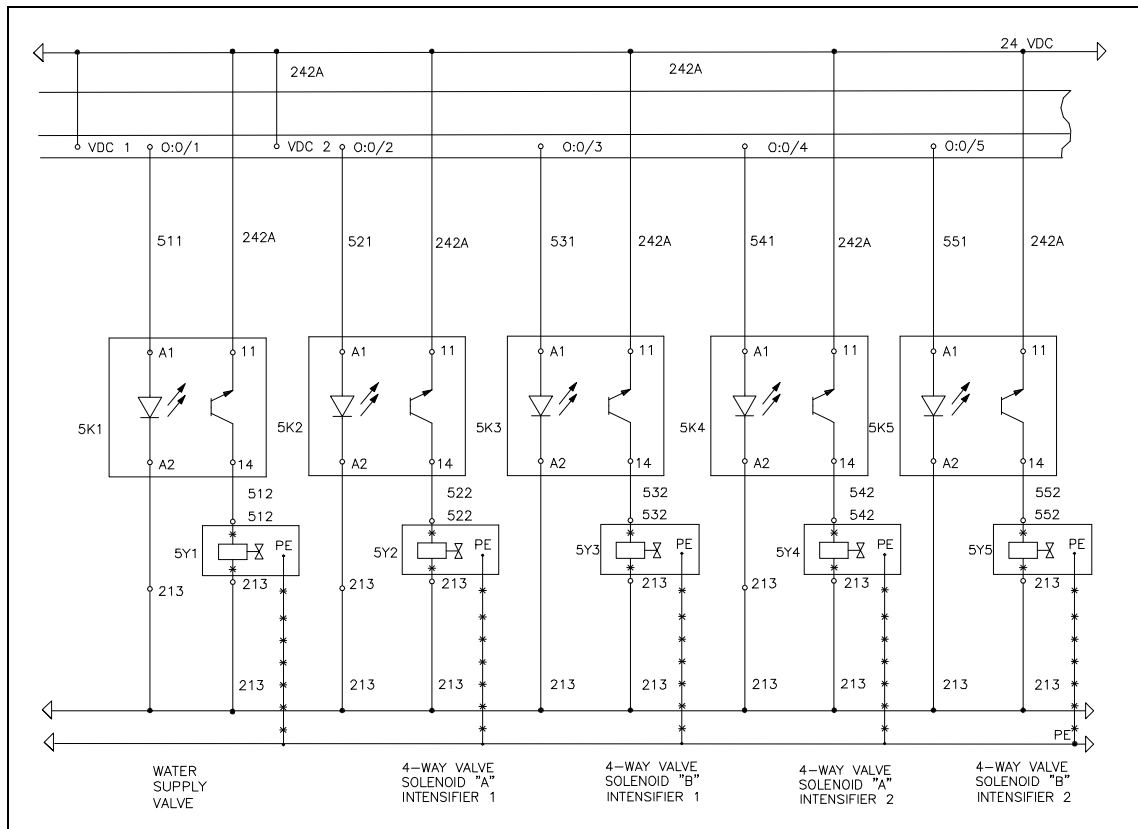 24 VDC
242A 242A
VDC 1 O:0/1 VDC 2 O:0/2 O:0/3 O:0/4 O:0/5
511 242A 521 242A 531 242A 541 242A 551 242A
A1 11 A1 11 A1 11 A1 11 A1 11
5K1 5K2 5K3 5K4 5K5
A2 14 A2 14 A2 14 A2 14 A2 14
512 522 532 542 552
512 522 532 542 552
5Y1 PE 5Y2 PE 5Y3 PE 5Y4 PE 5Y5 PE
213 213 213 213 213 213 213 213
213 213 213 213 213 213 213 213 213 213
PE
WATER
SUPPLY
VALVE
4-WAY VALVE
SOLENOID "A"
INTENSIFIER 1
4-WAY VALVE
SOLENOID "B"
INTENSIFIER 1
4-WAY VALVE
SOLENOID "A"
INTENSIFIER 2
4-WAY VALVE
SOLENOID "B"
INTENSIFIER 2